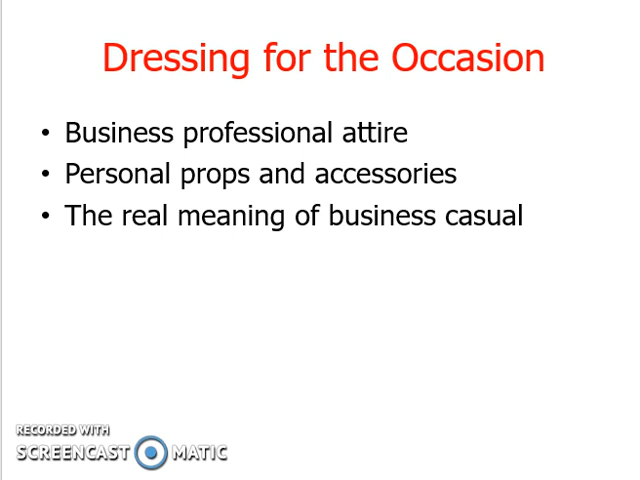 Dressing for the Occasion
• Business professional attire
• Personal props and accessories
• The real meaning of business casual
RECORDED WITH
SCREENCAST MATIC